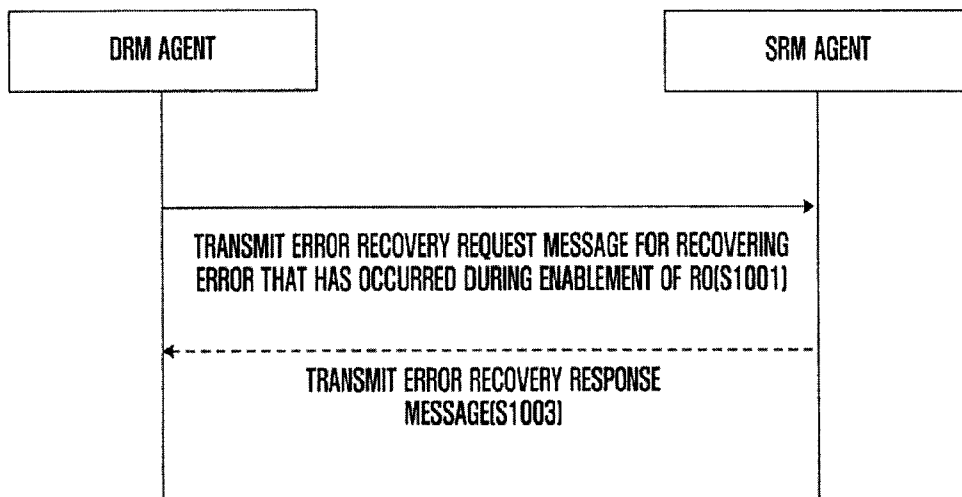 DRM AGENT
SRM AGENT
TRANSMIT ERROR RECOVERY REQUEST MESSAGE FOR RECOVERING
ERROR THAT HAS OCCURRED DURING ENABLEMENT OF RO(S1001)
TRANSMIT ERROR RECOVERY RESPONSE
MESSAGE(S1003)